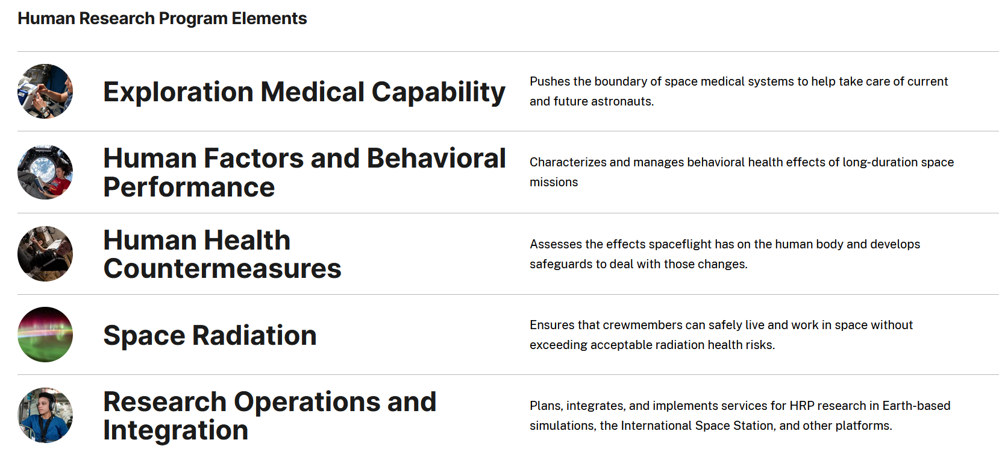 Human Research Program Elements
Exploration Medical Capability
Pushes the boundary of space medical systems to help take care of current
and future astronauts.
Human Factors and Behavioral
Performance
Characterizes and manages behavioral health effects of long-duration space
missions
Human Health
Countermeasures
Assesses the effects spaceflight has on the human body and develops
safeguards to deal with those changes.
Space Radiation
Ensures that crewmembers can safely live and work in space without
exceeding acceptable radiation health risks.
Research Operations and
Integration
Plans, integrates, and implements services for HRP research in Earth-based
simulations, the International Space Station, and other platforms.